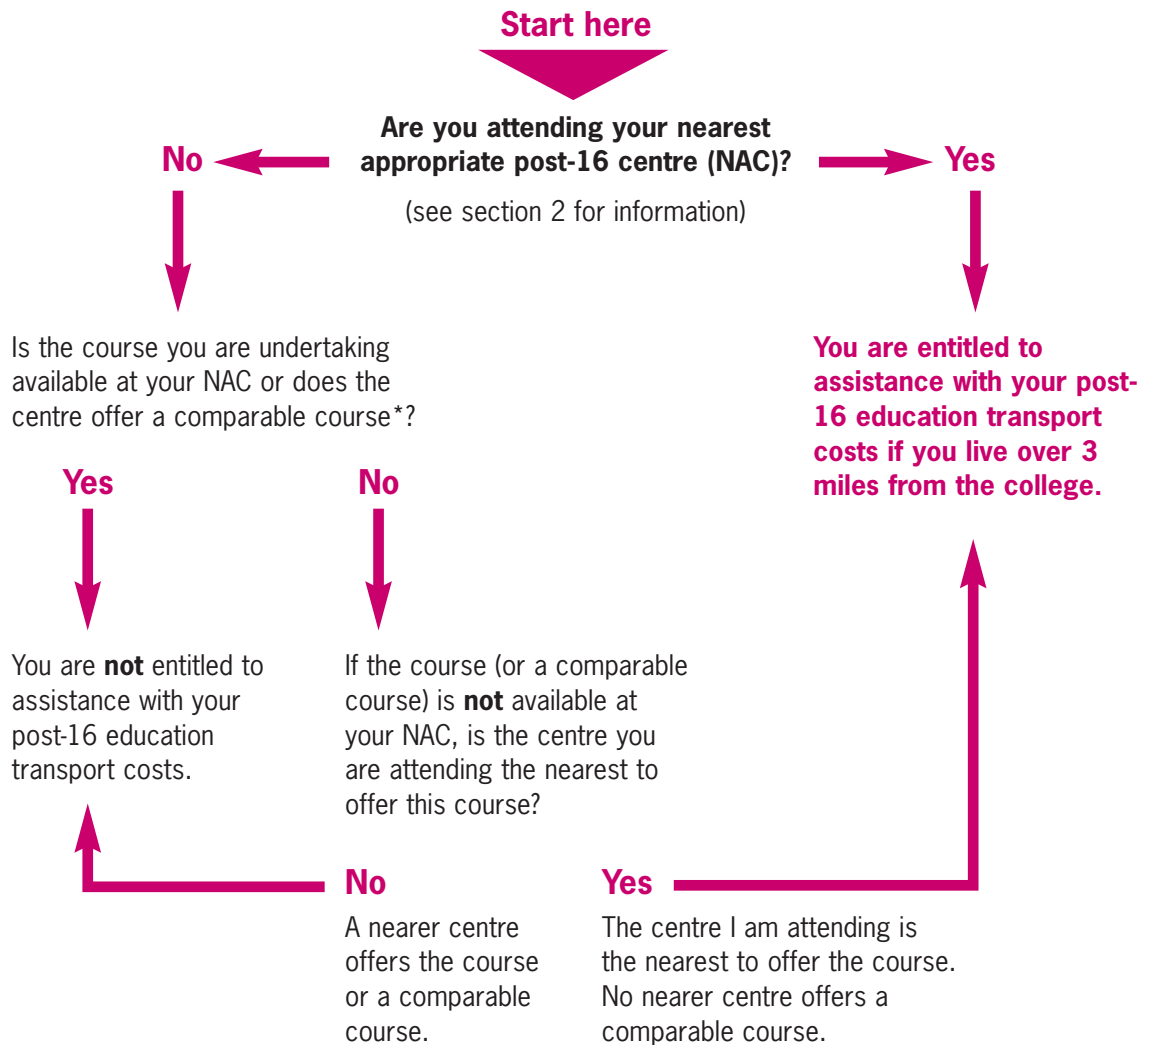 Start here
Are you attending your nearest
appropriate post-16 centre (NAC)?
(see section 2 for information)
No
Yes
Is the course you are undertaking
available at your NAC or does the
centre offer a comparable course*?
You are entitled to
assistance with your post-
16 education transport
costs if you live over 3
miles from the college.
Yes
No
You are not entitled to
assistance with your
post-16 education
transport costs.
If the course (or a comparable
course) is not available at
your NAC, is the centre you
are attending the nearest to
offer this course?
No
A nearer centre
offers the course
or a comparable
course.
Yes
The centre I am attending is
the nearest to offer the course.
No nearer centre offers a
comparable course.